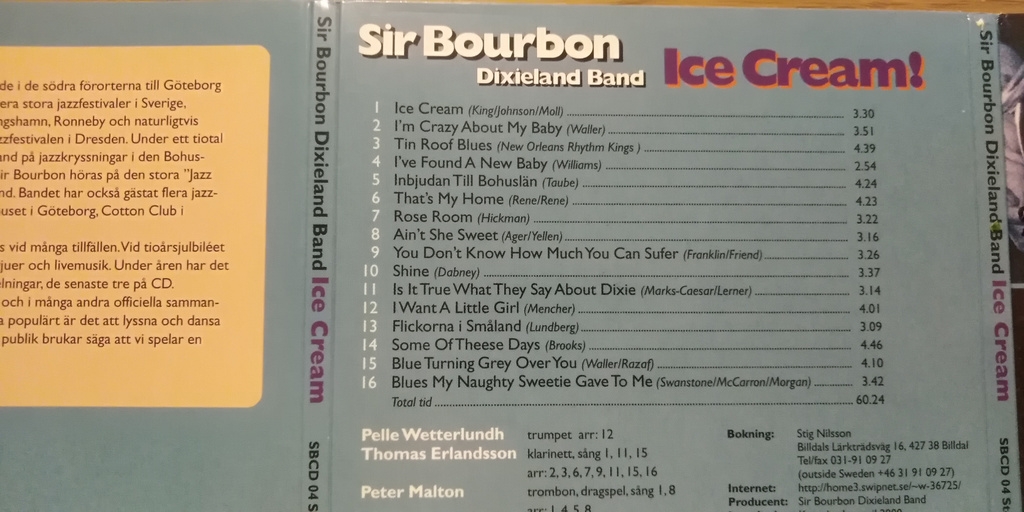 de i de södra förorterna till Göteborg
era stora jazzfestivaler i Sverige,
ngshamn, Ronneby och naturligtvis
zzfestivalen i Dresden. Under ett tiotal
and på jazzkryssningar i den Bohus-
ir Bourbon höras på den stora "Jazz
nd. Bandet har också gästat flera jazz-
uset i Göteborg, Cotton Club i
s vid många tillfällen. Vid tioårsjulbiléet
juer och livemusik. Under åren har det
elningar, de senaste tre på CD.
och i många andra officiella samman-
a populärt är det att lyssna och dansa
publik brukar säga att vi spelar en
Sir Bourbon Dixieland Band Ice Cream
SBCD 04 S
Sir Bourbon
Dixieland Band
Ice Cream!
1 Ice Cream (King/Johnson/Moll) 3.30
2 I'm Crazy About My Baby (Waller) 3.51
3 Tin Roof Blues (New Orleans Rhythm Kings ) 4.39
4 I've Found A New Baby (Williams) 2.54
5 Inbjudan Till Bohuslän (Taube) 4.24
6 That's My Home (Rene/Rene) 4.23
7 Rose Room (Hickman) 3.22
8 Ain't She Sweet (Ager/Yellen) 3.16
9 You Don't Know How Much You Can Sufer (Franklin/Friend) 3.26
10 Shine (Dabney) 3.37
11 Is It True What They Say About Dixie (Marks-Caesar/Lerner) 3.14
12 I Want A Little Girl (Mencher) 4.01
13 Flickorna i Småland (Lundberg) 3.09
14 Some Of Theese Days (Brooks) 4.46
15 Blue Turning Grey Over You (Waller/Razaf) 4.10
16 Blues My Naughty Sweetie Gave To Me (Swanstone/McCarron/Morgan) 3.42
Total tid 60.24
Pelle Wetterlundh trumpet arr: 12
Thomas Erlandsson klarinett, sång 1, 11, 15
arr: 2, 3, 6, 7, 9, 11, 15, 16
Peter Malton trombon, dragspel, sång 1, 8
arr: 1, 4, 5, 8
Bokning: Stig Nilsson
Billdals Lärkträdsväg 16, 427 38 Billdal
Tel/fax 031-91 09 27
(outside Sweden +46 31 91 09 27)
Internet: http://home3.swipnet.se/~w-36725/
Producent: Sir Bourbon Dixieland Band
Sir Bourbon Dixieland Band Ice Cream
SBCD 04 St